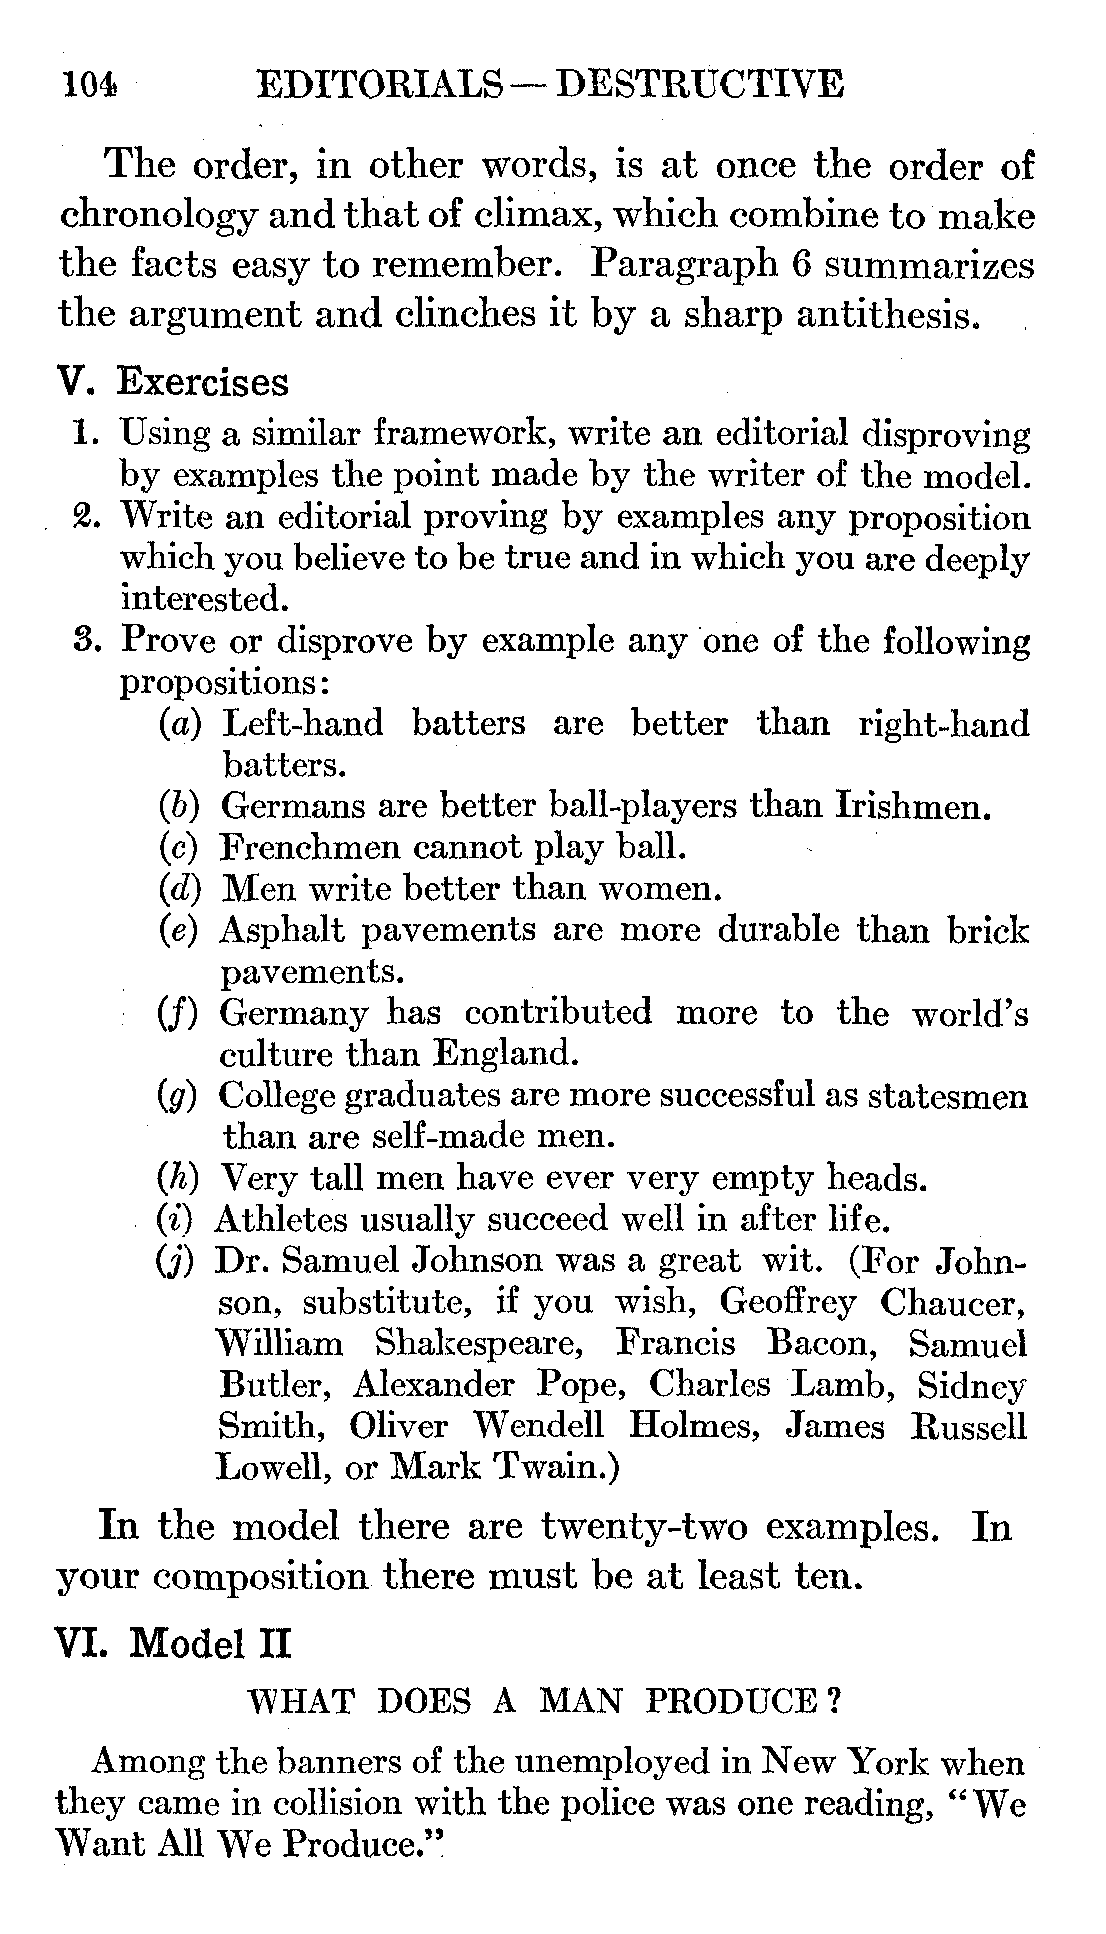 104 EDITORIALS — DESTRUCTIVE
The order, in other words, is at once the order of
chronology and that of climax, which combine to make
the facts easy to remember. Paragraph 6 summarizes
the argument and clinches it by a sharp antithesis.
V. Exercises
1. Using a similar framework, write an editorial disproving
by examples the point made by the writer of the model.
2. Write an editorial proving by examples any proposition
which you believe to be true and in which you are deeply
interested.
3. Prove or disprove by example any one of the following
propositions:
(a) Left-hand batters are better than right-hand
batters.
(b) Germans are better ball-players than Irishmen.
(c) Frenchmen cannot play ball.
(d) Men write better than women.
(e) Asphalt pavements are more durable than brick
pavements.
(f) Germany has contributed more to the world's
culture than England.
(g) College graduates are more successful as statesmen
than are self-made men.
(h) Very tall men have ever very empty heads.
(i) Athletes usually succeed well in after life.
(j) Dr. Samuel Johnson was a great wit. (For John-
son, substitute, if you wish, Geoffrey Chaucer,
William Shakespeare, Francis Bacon, Samuel
Butler, Alexander Pope, Charles Lamb, Sidney
Smith, Oliver Wendell Holmes, James Russell
Lowell, or Mark Twain.)
In the model there are twenty-two examples. In
your composition there must be at least ten.
VI. Model II
WHAT DOES A MAN PRODUCE?
Among the banners of the unemployed in New York when
they came in collision with the police was one reading, "We
Want All We Produce."